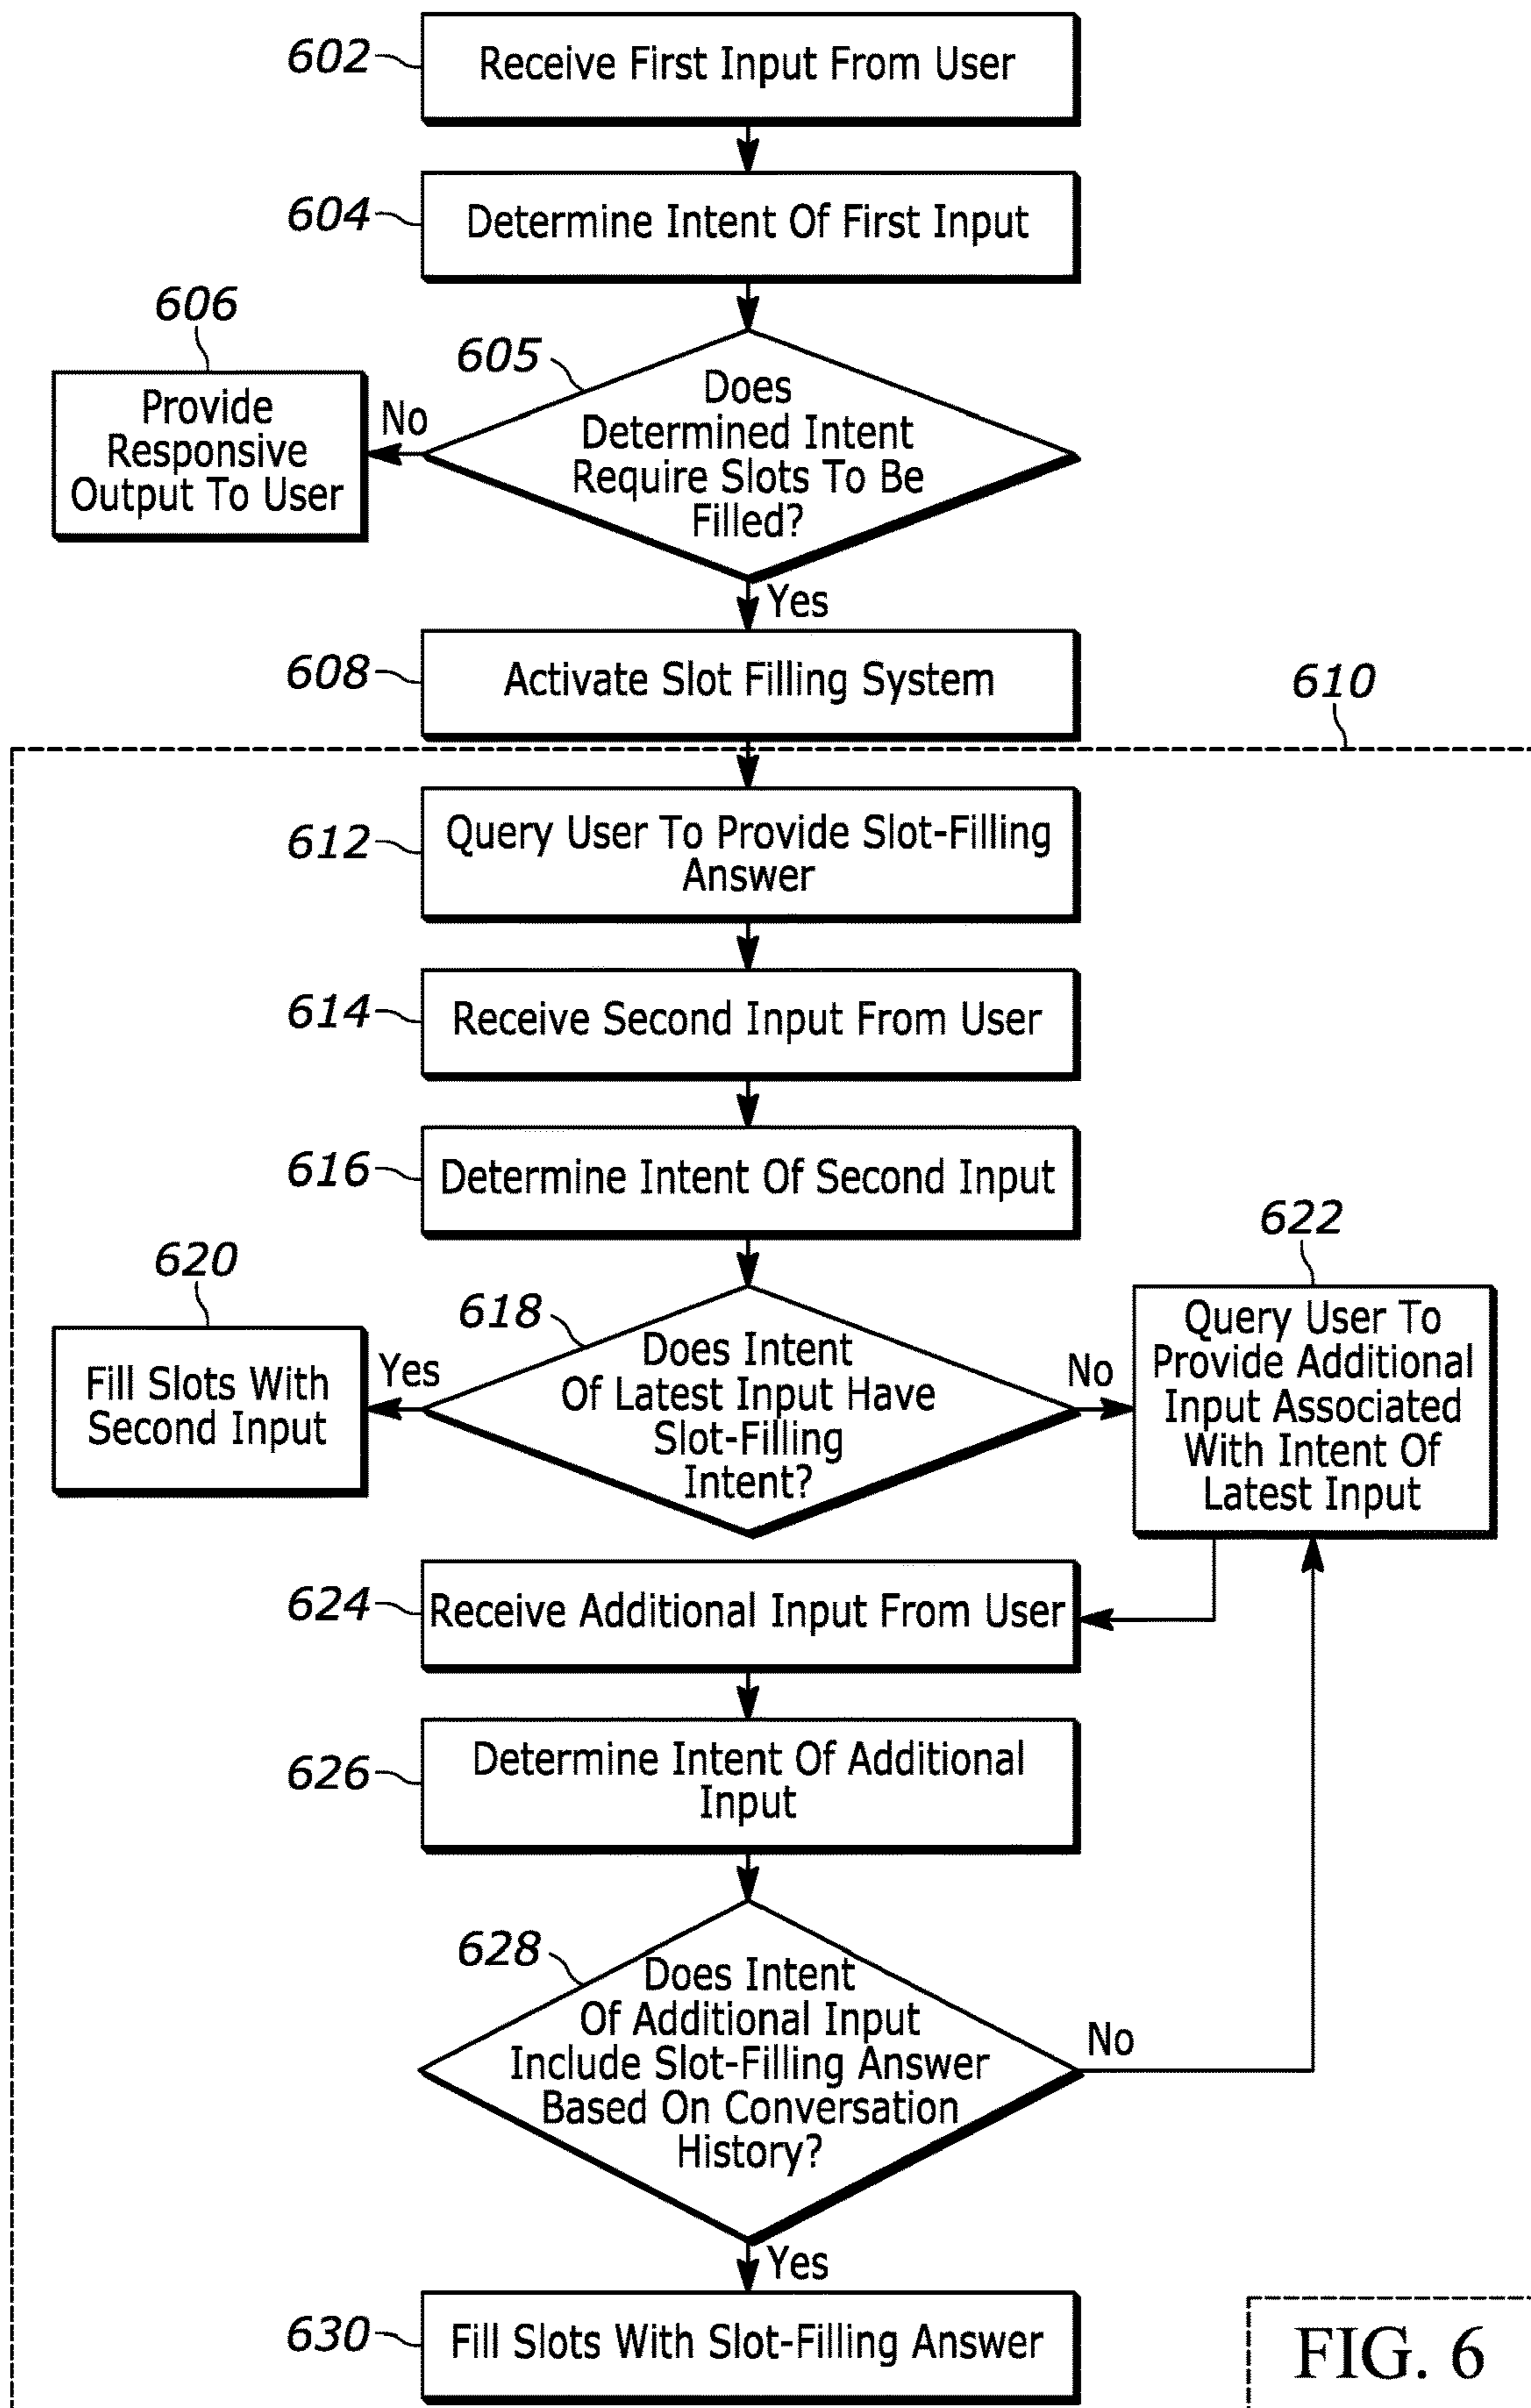 602
Receive First Input From User
604
Determine Intent Of First Input
606
Provide
Responsive
Output To User
No
605
Does
Determined Intent
Require Slots To Be
Filled?
Yes
608
Activate Slot Filling System
610
612
Query User To Provide Slot-Filling
Answer
614
Receive Second Input From User
616
Determine Intent Of Second Input
620
Fill Slots With
Second Input
Yes
618
Does Intent
Of Latest Input Have
Slot-Filling
Intent?
No
622
Query User To
Provide Additional
Input Associated
With Intent Of
Latest Input
624
Receive Additional Input From User
626
Determine Intent Of Additional
Input
628
Does Intent
Of Additional Input
Include Slot-Filling Answer
Based On Conversation
History?
No
Yes
630
Fill Slots With Slot-Filling Answer
FIG. 6